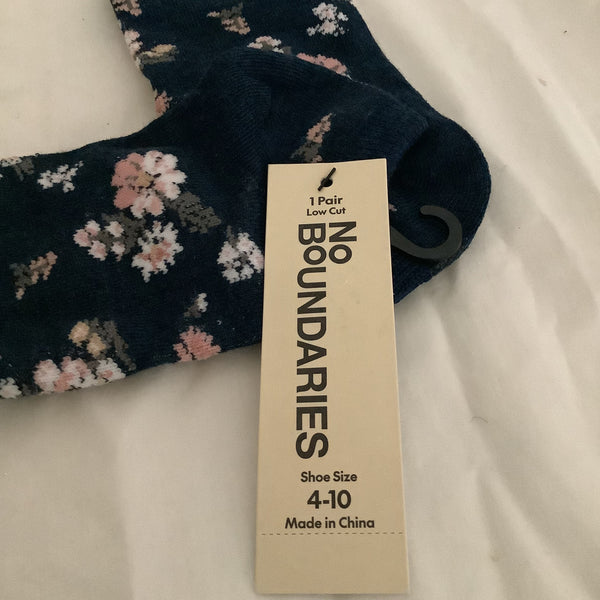 1 Pair
Low Cut
No
BoUNDARIES
Shoe Size
4-10
Made in China